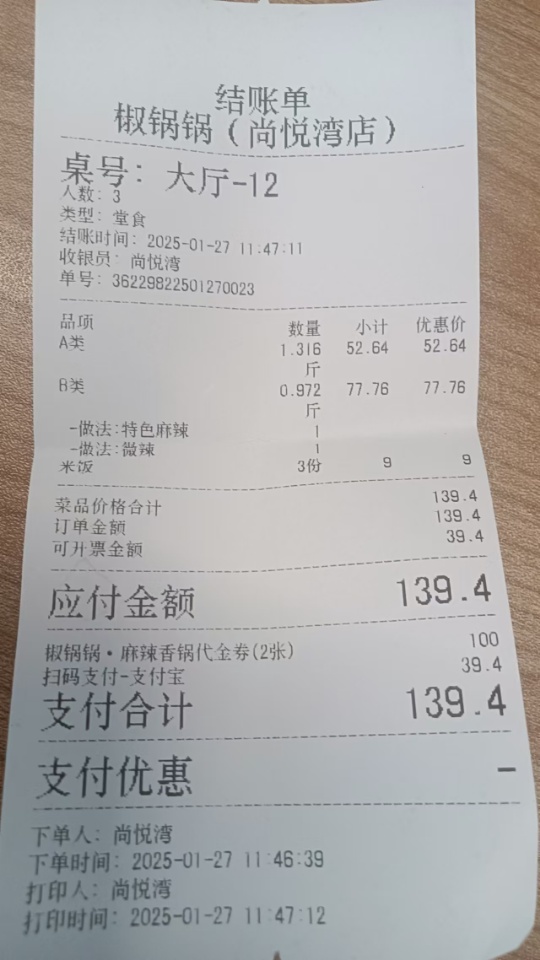 结账单
椒锅锅（尚悦湾店）
桌号: 大厅-12
人数: 3
类型: 堂食
结账时间: 2025-01-27 11:47:11
收银员: 尚悦湾
单号: 36229822501270023
品项 数量 小计 优惠价
A类 1.316 52.64 52.64
斤
B类 0.972 77.76 77.76
斤
-做法:特色麻辣 1
-做法:微辣 1
米饭 3份 9 9
菜品价格合计 139.4
订单金额 139.4
可开票金额 39.4
应付金额 139.4
椒锅锅·麻辣香锅代金券(2张) 100
扫码支付-支付宝 39.4
支付合计 139.4
支付优惠 -
下单人: 尚悦湾
下单时间: 2025-01-27 11:46:39
打印人: 尚悦湾
打印时间: 2025-01-27 11:47:12